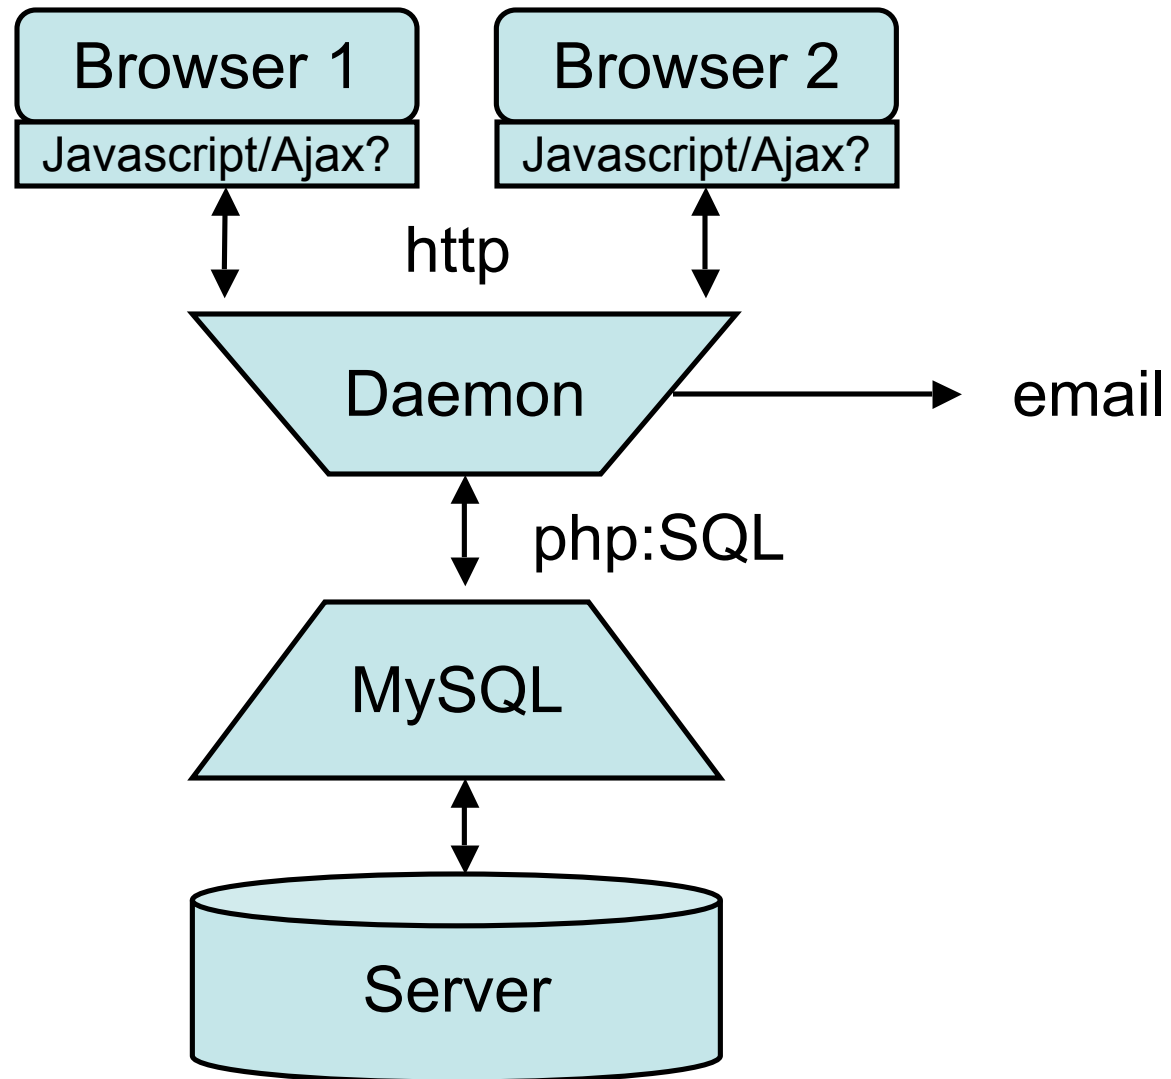 Browser 1
Browser 2
Javascript/Ajax?
Javascript/Ajax?
http
Daemon
email
php:SQL
MySQL
Server